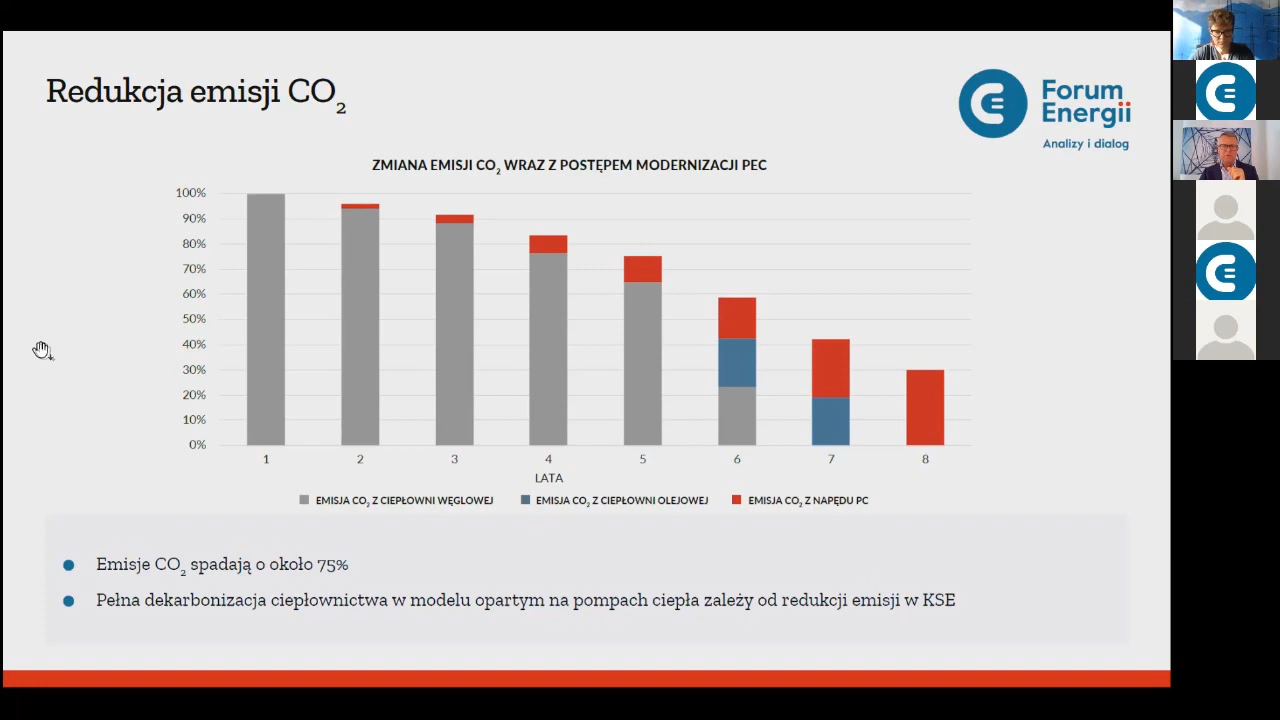 Redukcja emisji CO₂
Forum
Energii
Analizy i dialog
ZMIANA EMISJI CO₂ WRAZ Z POSTĘPEM MODERNIZACJI PEC
100%
90%
80%
70%
60%
50%
40%
30%
20%
10%
0%
1 2 3 4 5 6 7 8
LATA
EMISJA CO₂ Z CIEPŁOWNI WĘGLOWEJ EMISJA CO₂ Z CIEPŁOWNI OLEJOWEJ EMISJA CO₂ Z NAPĘDU PC
Emisje CO₂ spadają o około 75%
Pełna dekarbonizacja ciepłownictwa w modelu opartym na pompach ciepła zależy od redukcji emisji w KSE